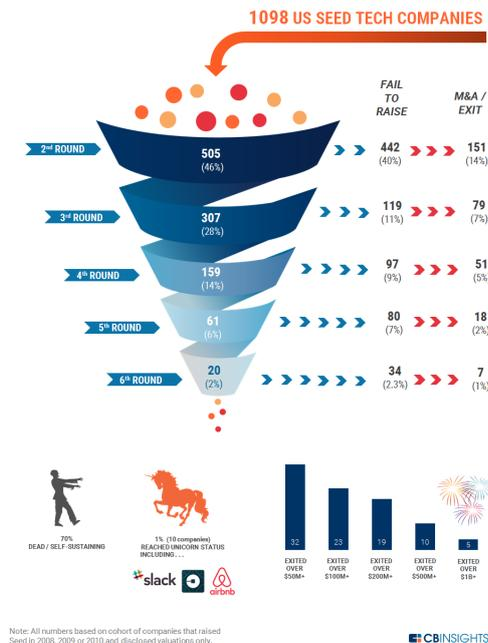 1098 US SEED TECH COMPANIES
FAIL
TO
RAISE
M&A /
EXIT
2nd ROUND
505
(46%)
442
(40%)
151
(14%)
3rd ROUND
307
(28%)
119
(11%)
79
(7%)
4th ROUND
159
(14%)
97
(9%)
51
(5%
5th ROUND
61
(6%)
80
(7%)
18
(2%)
6th ROUND
20
(2%)
34
(2.3%)
7
(1%)
70%
DEAD / SELF-SUSTAINING
1% (10 companies)
REACHED UNICORN STATUS
INCLUDING...
slack
airbnb
32
23
19
10
5
EXITED
OVER
$50M+
EXITED
OVER
$100M+
EXITED
OVER
$200M+
EXITED
OVER
$500M+
EXITED
OVER
$1B+
Note: All numbers based on cohort of companies that raised
Seed in 2008, 2009 or 2010 and disclosed valuations only.
CBINSIGHTS